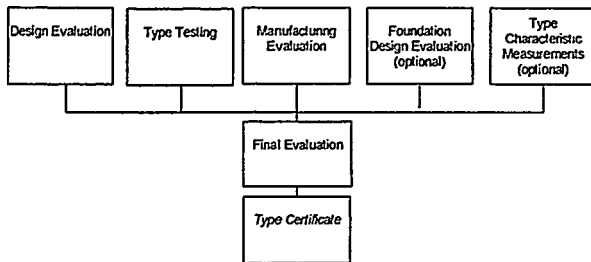 Design Evaluation
Type Testing
Manufacturing
Evaluation
Foundation
Design Evaluation
(optional)
Type
Characteristic
Measurements
(optional)
Final Evaluation
Type Certificate